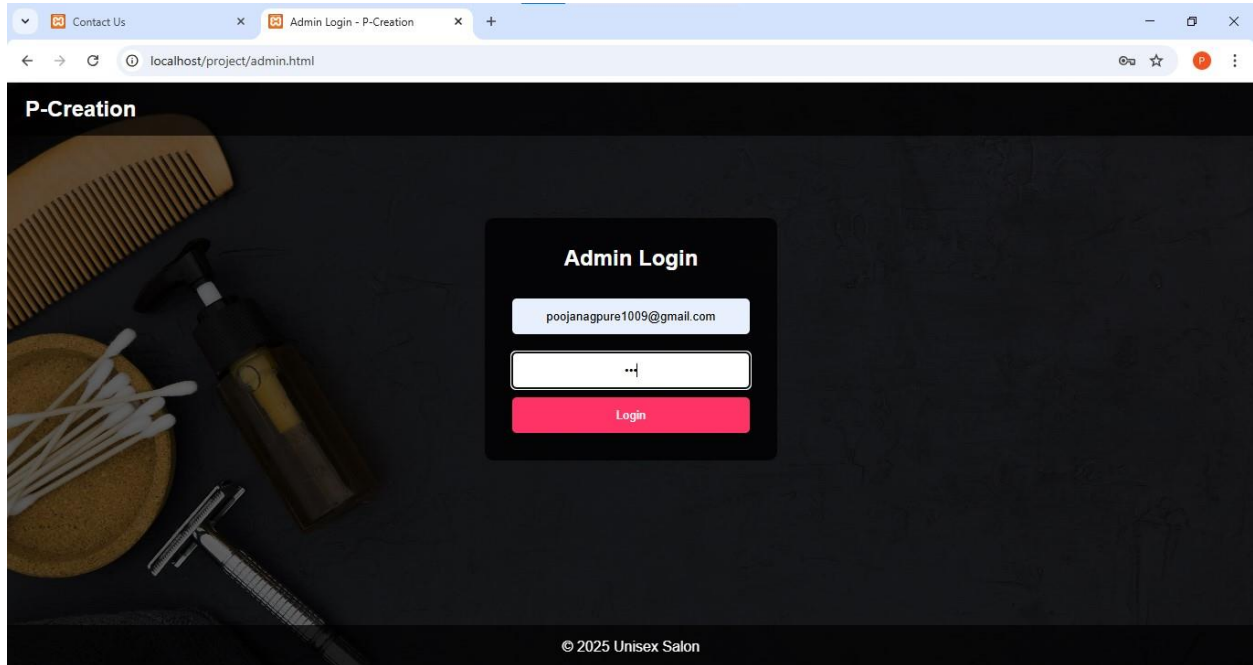 Contact Us
Admin Login - P-Creation
localhost/project/admin.html
P
P-Creation
Admin Login
poojanagpure1009@gmail.com
•••
Login
© 2025 Unisex Salon